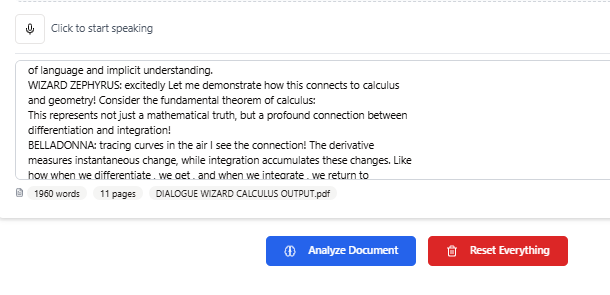 Click to start speaking
of language and implicit understanding.
WIZARD ZEPHYRUS: excitedly Let me demonstrate how this connects to calculus
and geometry! Consider the fundamental theorem of calculus:
This represents not just a mathematical truth, but a profound connection between
differentiation and integration!
BELLADONNA: tracing curves in the air I see the connection! The derivative
measures instantaneous change, while integration accumulates these changes. Like
how when we differentiate , we get , and when we integrate , we return to
1960 words 11 pages DIALOGUE WIZARD CALCULUS OUTPUT.pdf
Analyze Document Reset Everything